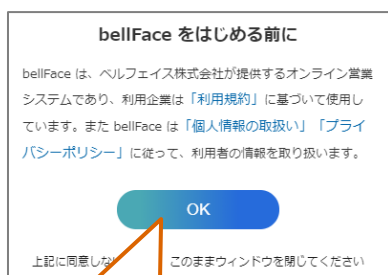 bellFace をはじめる前に
bellFace は、ベルフェイス株式会社が提供するオンライン営業
システムであり、利用企業は「利用規約」に基づいて使用し
ています。また bellFace は「個人情報の取扱い」「プライ
バシーポリシー」に従って、利用者の情報を取り扱います。
OK
上記に同意しな このままウィンドウを閉じてください